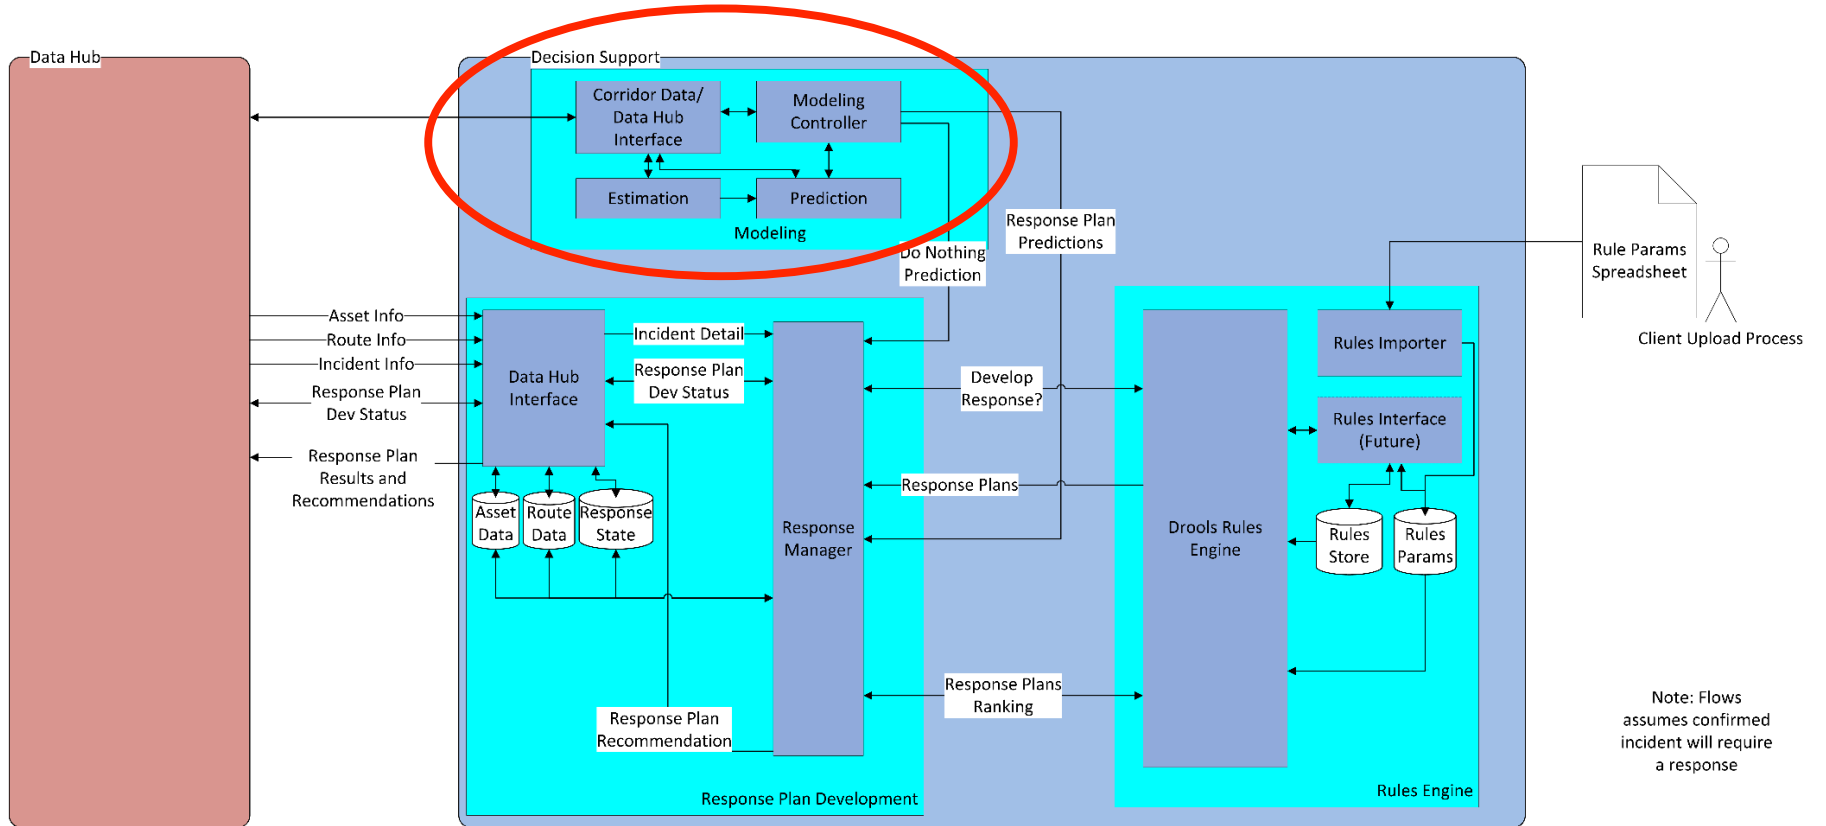 Data Hub
Decision Support
Corridor Data/
Data Hub
Interface
Modeling
Controller
Estimation
Prediction
Modeling
Response Plan
Predictions
Do Nothing
Prediction
Rule Params
Spreadsheet
Client Upload Process
Asset Info
Route Info
Incident Info
Response Plan
Dev Status
Response Plan
Results and
Recommendations
Data Hub
Interface
Incident Detail
Response Plan
Dev Status
Asset
Data
Route
Data
Response
State
Response
Manager
Response Plan
Recommendation
Response Plan Development
Develop
Response?
Response Plans
Response Plans
Ranking
Drools Rules
Engine
Rules Importer
Rules Interface
(Future)
Rules
Store
Rules
Params
Rules Engine
Note: Flows
assumes confirmed
incident will require
a response